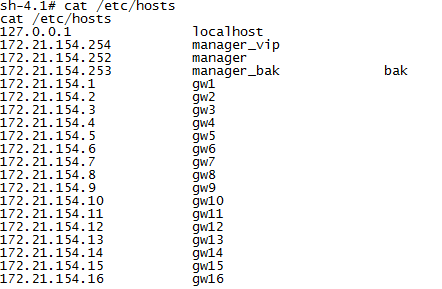 sh-4.1# cat /etc/hosts
cat /etc/hosts
127.0.0.1 localhost
172.21.154.254 manager_vip
172.21.154.252 manager
172.21.154.253 manager_bak bak
172.21.154.1 gw1
172.21.154.2 gw2
172.21.154.3 gw3
172.21.154.4 gw4
172.21.154.5 gw5
172.21.154.6 gw6
172.21.154.7 gw7
172.21.154.8 gw8
172.21.154.9 gw9
172.21.154.10 gw10
172.21.154.11 gw11
172.21.154.12 gw12
172.21.154.13 gw13
172.21.154.14 gw14
172.21.154.15 gw15
172.21.154.16 gw16